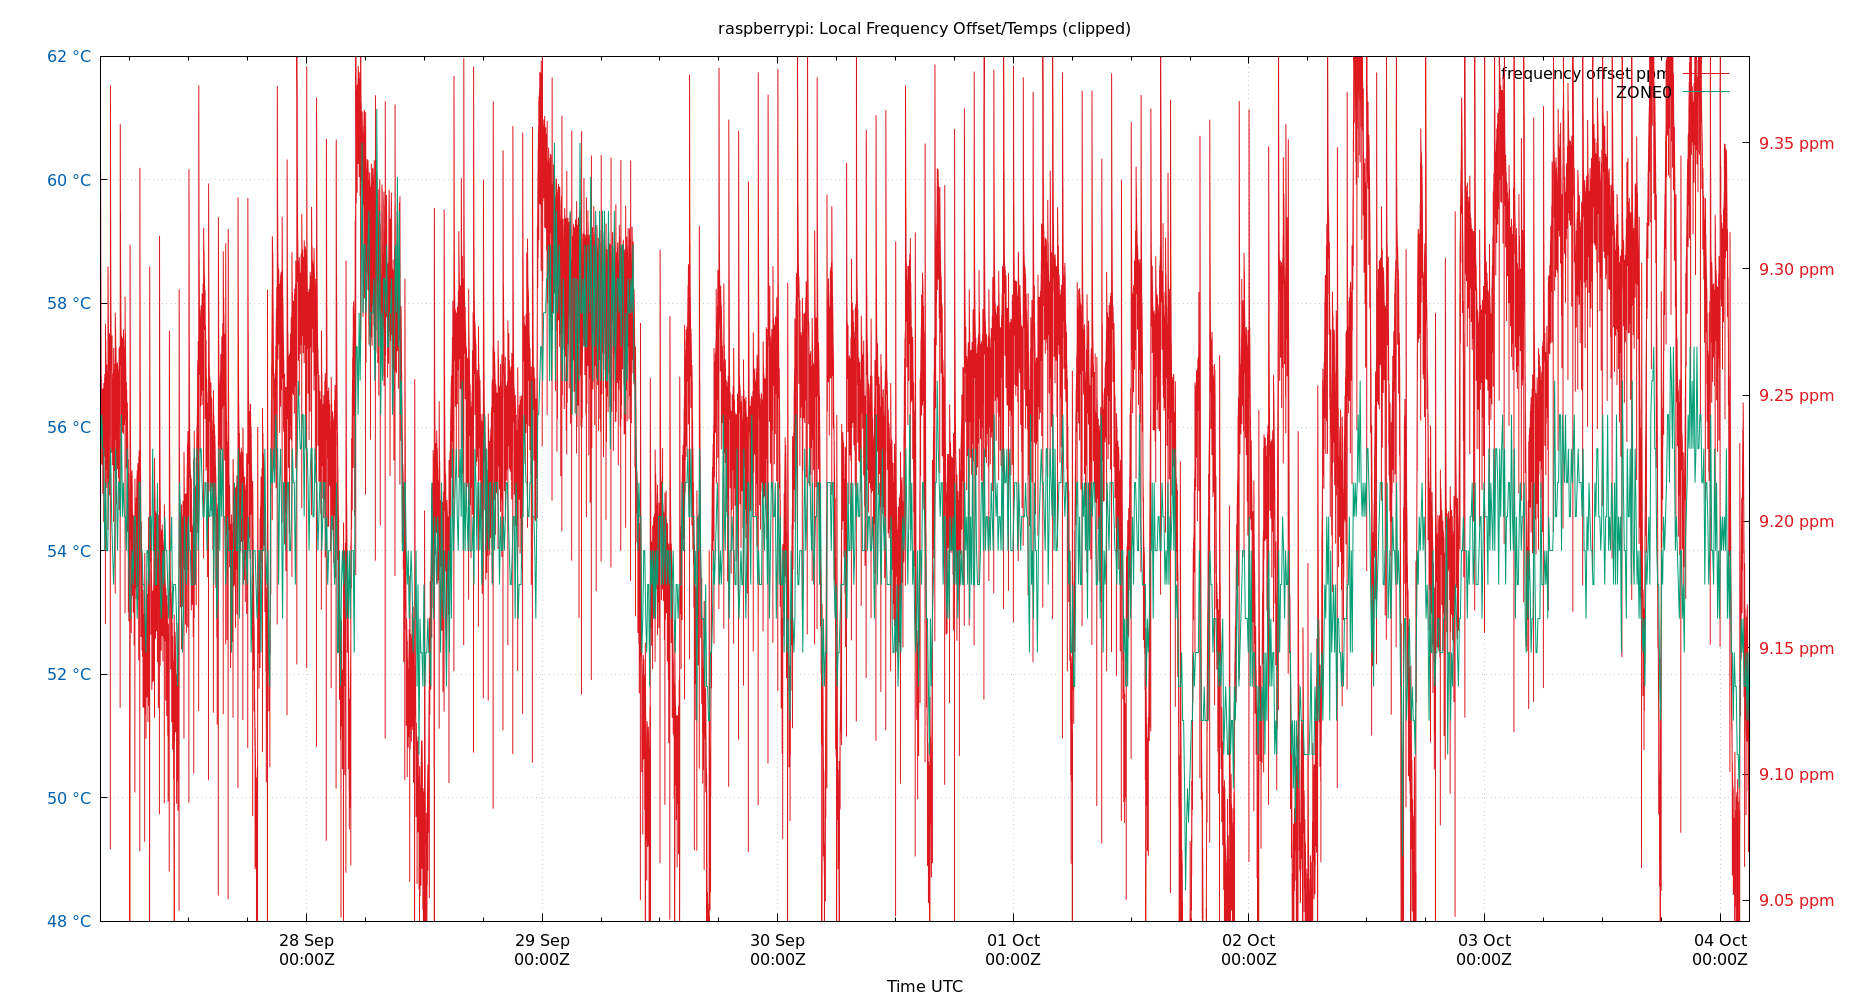 raspberrypi: Local Frequency Offset/Temps (clipped)
62 °C
60 °C
58 °C
56 °C
54 °C
52 °C
50 °C
48 °C
frequency offset ppm
ZONE0
9.35 ppm
9.30 ppm
9.25 ppm
9.20 ppm
9.15 ppm
9.10 ppm
9.05 ppm
28 Sep
00:00Z
29 Sep
00:00Z
30 Sep
00:00Z
01 Oct
00:00Z
02 Oct
00:00Z
03 Oct
00:00Z
04 Oct
00:00Z
Time UTC